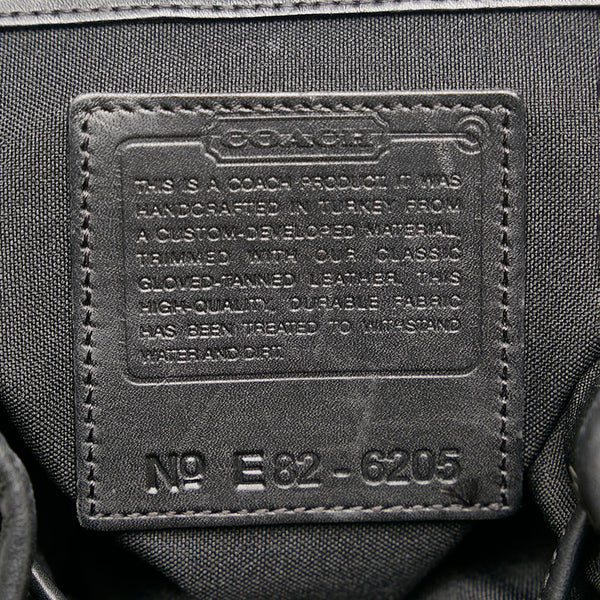 COACH
THIS IS A COACH PRODUCT. IT WAS
HANDCRAFTED IN TURKEY FROM
A CUSTOM-DEVELOPED MATERIAL,
TRIMMED WITH OUR CLASSIC
GLOVED-TANNED LEATHER. THIS
HIGH-QUALITY, DURABLE FABRIC
HAS BEEN TREATED TO WITHSTAND
WATER AND DIRT.
Nº E82-6205